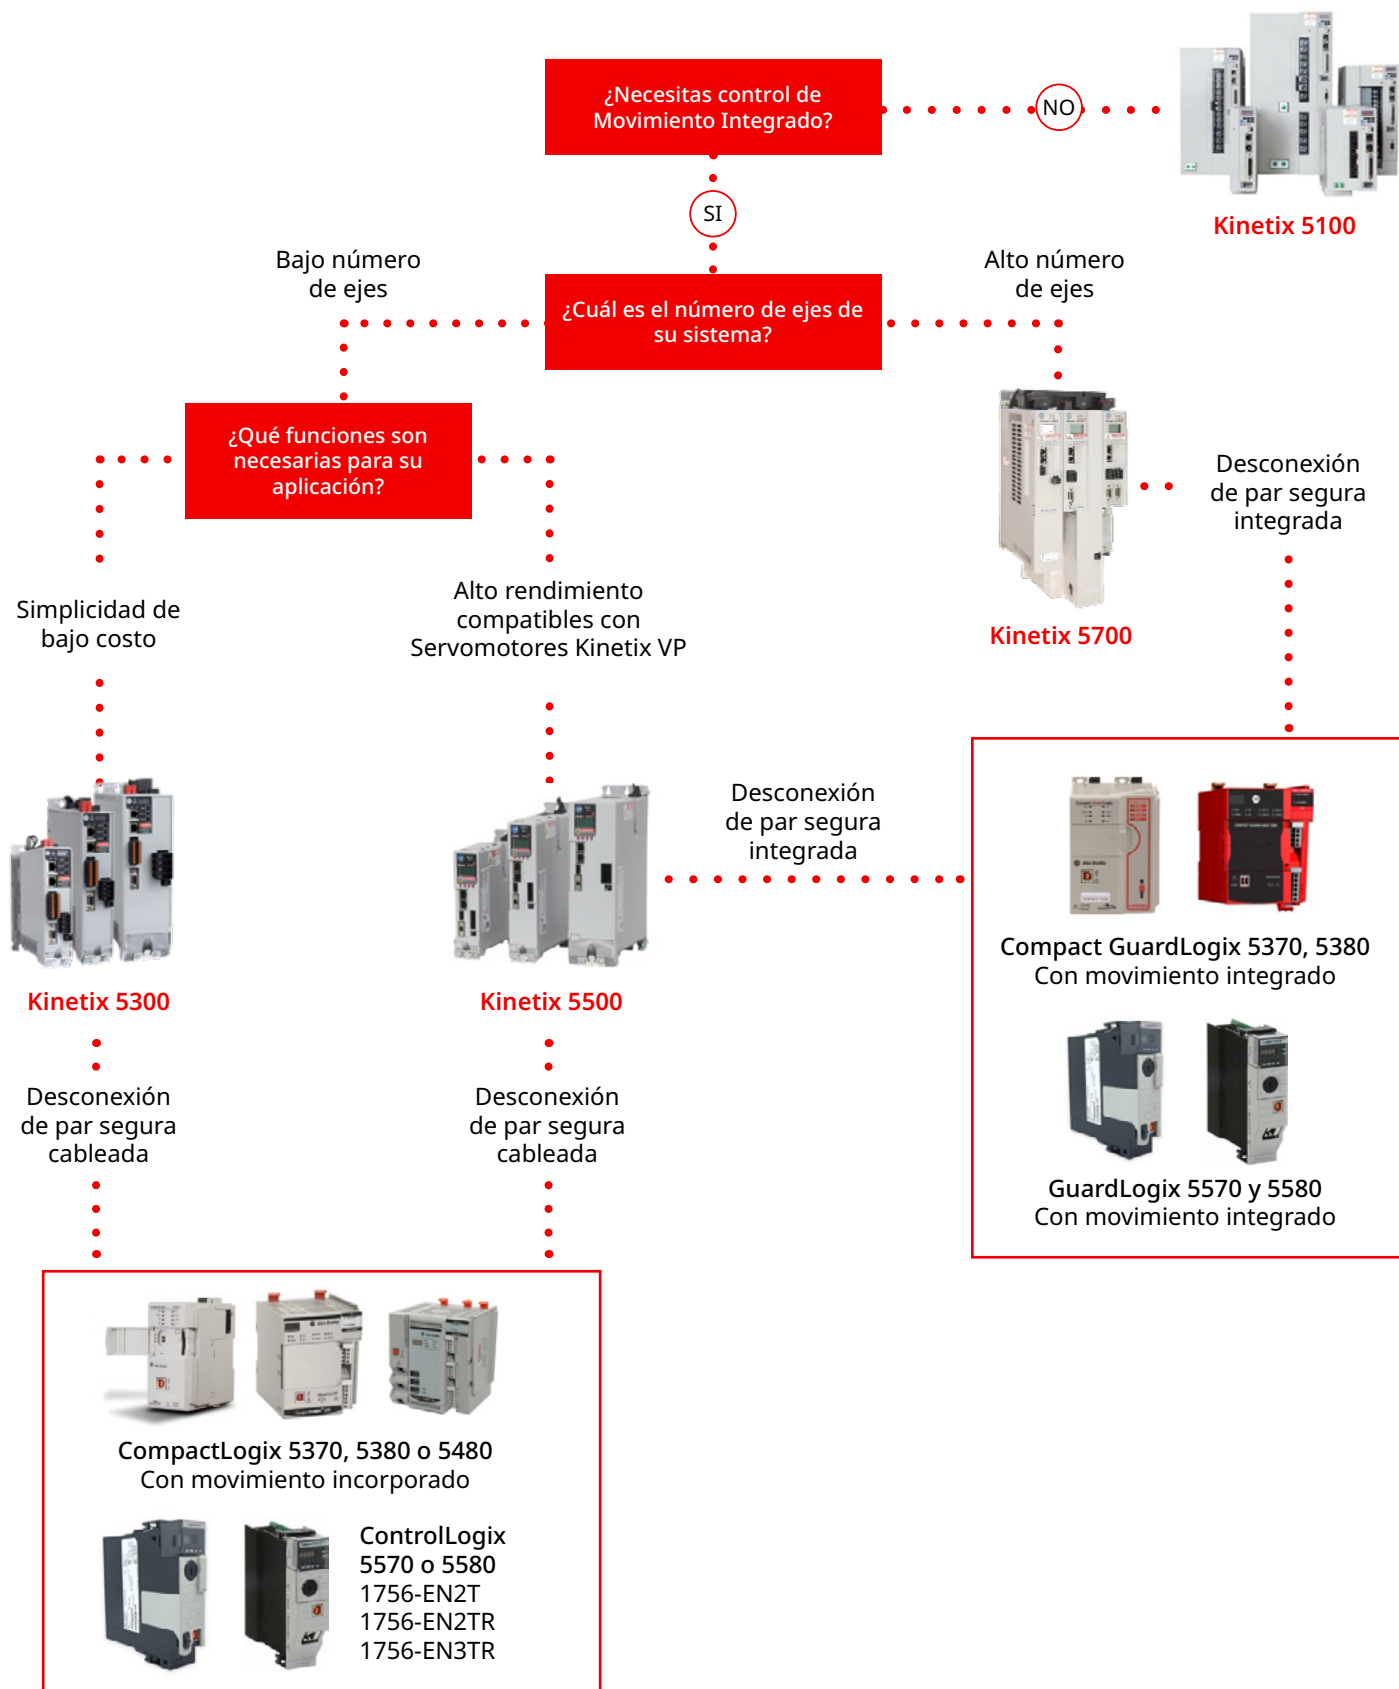 ¿Necesitas control de
Movimiento Integrado?
NO
Kinetix 5100
SI
Bajo número
de ejes
¿Cuál es el número de ejes de
su sistema?
Alto número
de ejes
¿Qué funciones son
necesarias para su
aplicación?
Kinetix 5700
Desconexión
de par segura
integrada
Simplicidad de
bajo costo
Alto rendimiento
compatibles con
Servomotores Kinetix VP
Kinetix 5300
Kinetix 5500
Desconexión
de par segura
integrada
Compact GuardLogix 5370, 5380
Con movimiento integrado
GuardLogix 5570 y 5580
Con movimiento integrado
Desconexión
de par segura
cableada
Desconexión
de par segura
cableada
CompactLogix 5370, 5380 o 5480
Con movimiento incorporado
ControlLogix
5570 o 5580
1756-EN2T
1756-EN2TR
1756-EN3TR